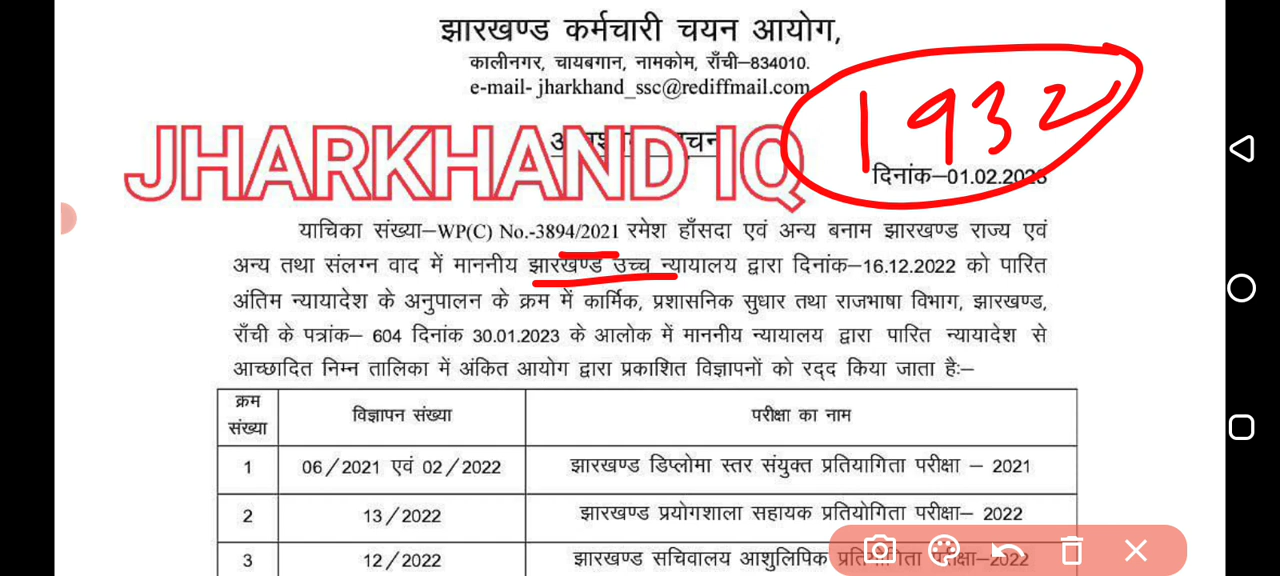 झारखण्ड कर्मचारी चयन आयोग,
कालीनगर, चायबगान, नामकोम, राँची–834010.
e-mail- jharkhand_ssc@rediffmail.com
1932
JHARKHAND IQ
दिनांक–01.02.2023
याचिका संख्या–WP(C) No.-3894/2021 रमेश हाँसदा एवं अन्य बनाम झारखण्ड राज्य एवं
अन्य तथा संलग्न वाद में माननीय झारखण्ड उच्च न्यायालय द्वारा दिनांक–16.12.2022 को पारित
अंतिम न्यायादेश के अनुपालन के क्रम में कार्मिक, प्रशासनिक सुधार तथा राजभाषा विभाग, झारखण्ड,
राँची के पत्रांक– 604 दिनांक 30.01.2023 के आलोक में माननीय न्यायालय द्वारा पारित न्यायादेश से
आच्छादित निम्न तालिका में अंकित आयोग द्वारा प्रकाशित विज्ञापनों को रद्द किया जाता हैः–
क्रम संख्या विज्ञापन संख्या परीक्षा का नाम
1 06/2021 एवं 02/2022 झारखण्ड डिप्लोमा स्तर संयुक्त प्रतियागिता परीक्षा – 2021
2 13/2022 झारखण्ड प्रयोगशाला सहायक प्रतियोगिता परीक्षा– 2022
3 12/2022 झारखण्ड सचिवालय आशुलिपिक प्रतियोगिता परीक्षा–2022